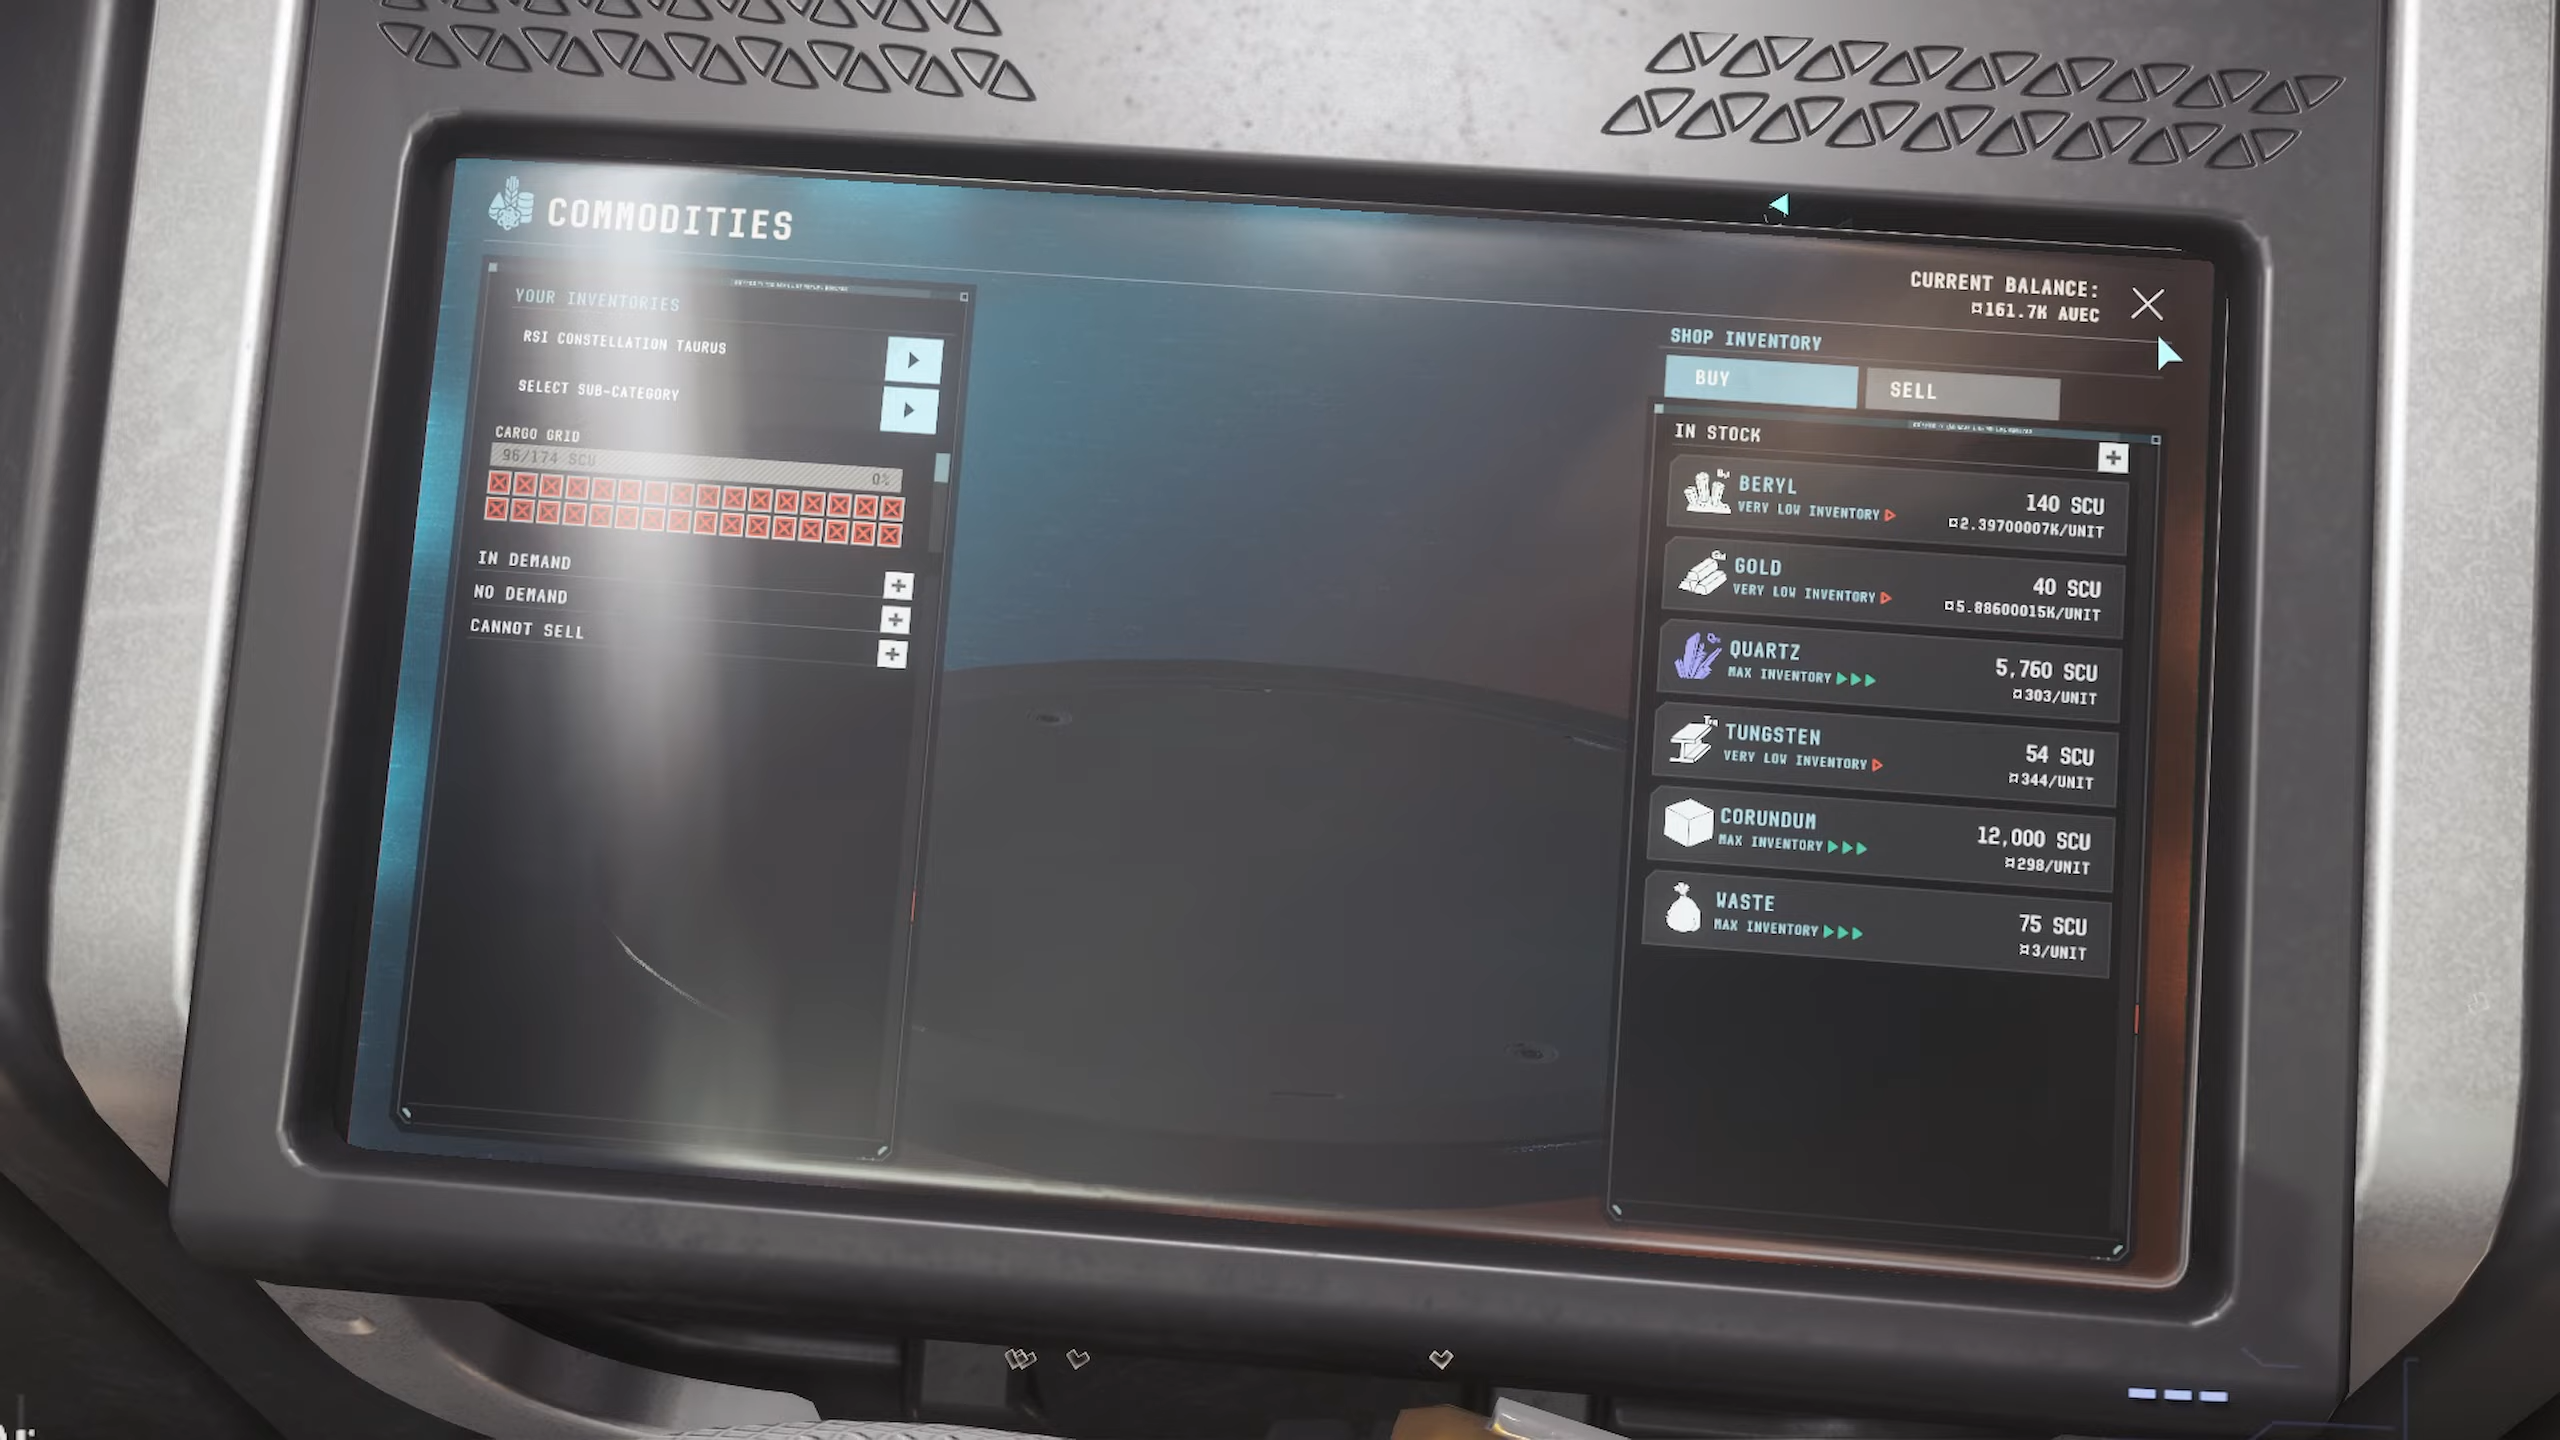 COMMODITIES
CURRENT BALANCE:
¤161.7K AUEC
YOUR INVENTORIES
RSI CONSTELLATION TAURUS
SELECT SUB-CATEGORY
CARGO GRID
96/174 SCU 0%
IN DEMAND
NO DEMAND
CANNOT SELL
SHOP INVENTORY
BUY SELL
IN STOCK
BERYL 140 SCU
VERY LOW INVENTORY ¤2.39700007K/UNIT
GOLD 40 SCU
VERY LOW INVENTORY ¤5.88600015K/UNIT
QUARTZ 5,760 SCU
MAX INVENTORY ¤303/UNIT
TUNGSTEN 54 SCU
VERY LOW INVENTORY ¤344/UNIT
CORUNDUM 12,000 SCU
MAX INVENTORY ¤298/UNIT
WASTE 75 SCU
MAX INVENTORY ¤3/UNIT